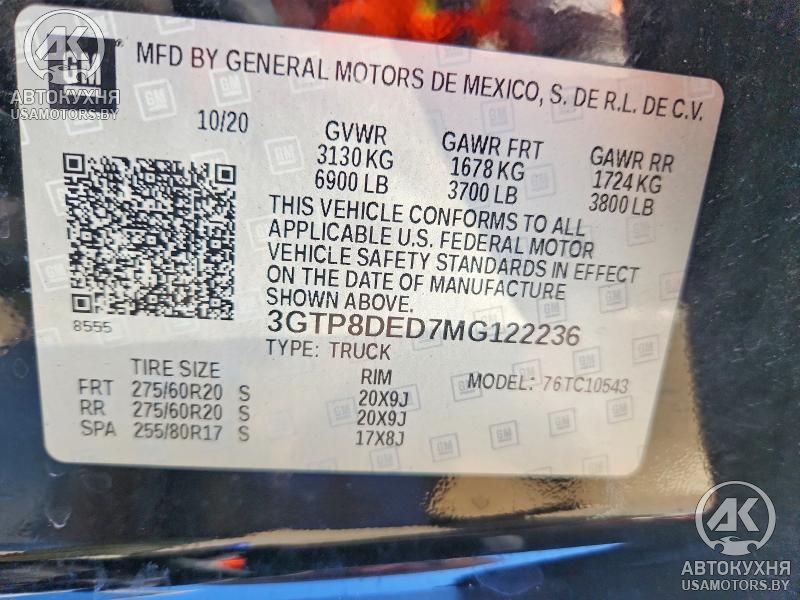 GM
MFD BY GENERAL MOTORS DE MEXICO, S. DE R.L. DE C.V.
10/20
GVWR GAWR FRT GAWR RR
3130 KG 1678 KG 1724 KG
6900 LB 3700 LB 3800 LB
THIS VEHICLE CONFORMS TO ALL
APPLICABLE U.S. FEDERAL MOTOR
VEHICLE SAFETY STANDARDS IN EFFECT
ON THE DATE OF MANUFACTURE
SHOWN ABOVE.
8555
3GTP8DED7MG122236
TYPE: TRUCK
TIRE SIZE RIM MODEL: 76TC10543
FRT 275/60R20 S 20X9J
RR 275/60R20 S 20X9J
SPA 255/80R17 S 17X8J
АК
АВТОКУХНЯ
USAMOTORS.BY
АК
АВТОКУХНЯ
USAMOTORS.BY